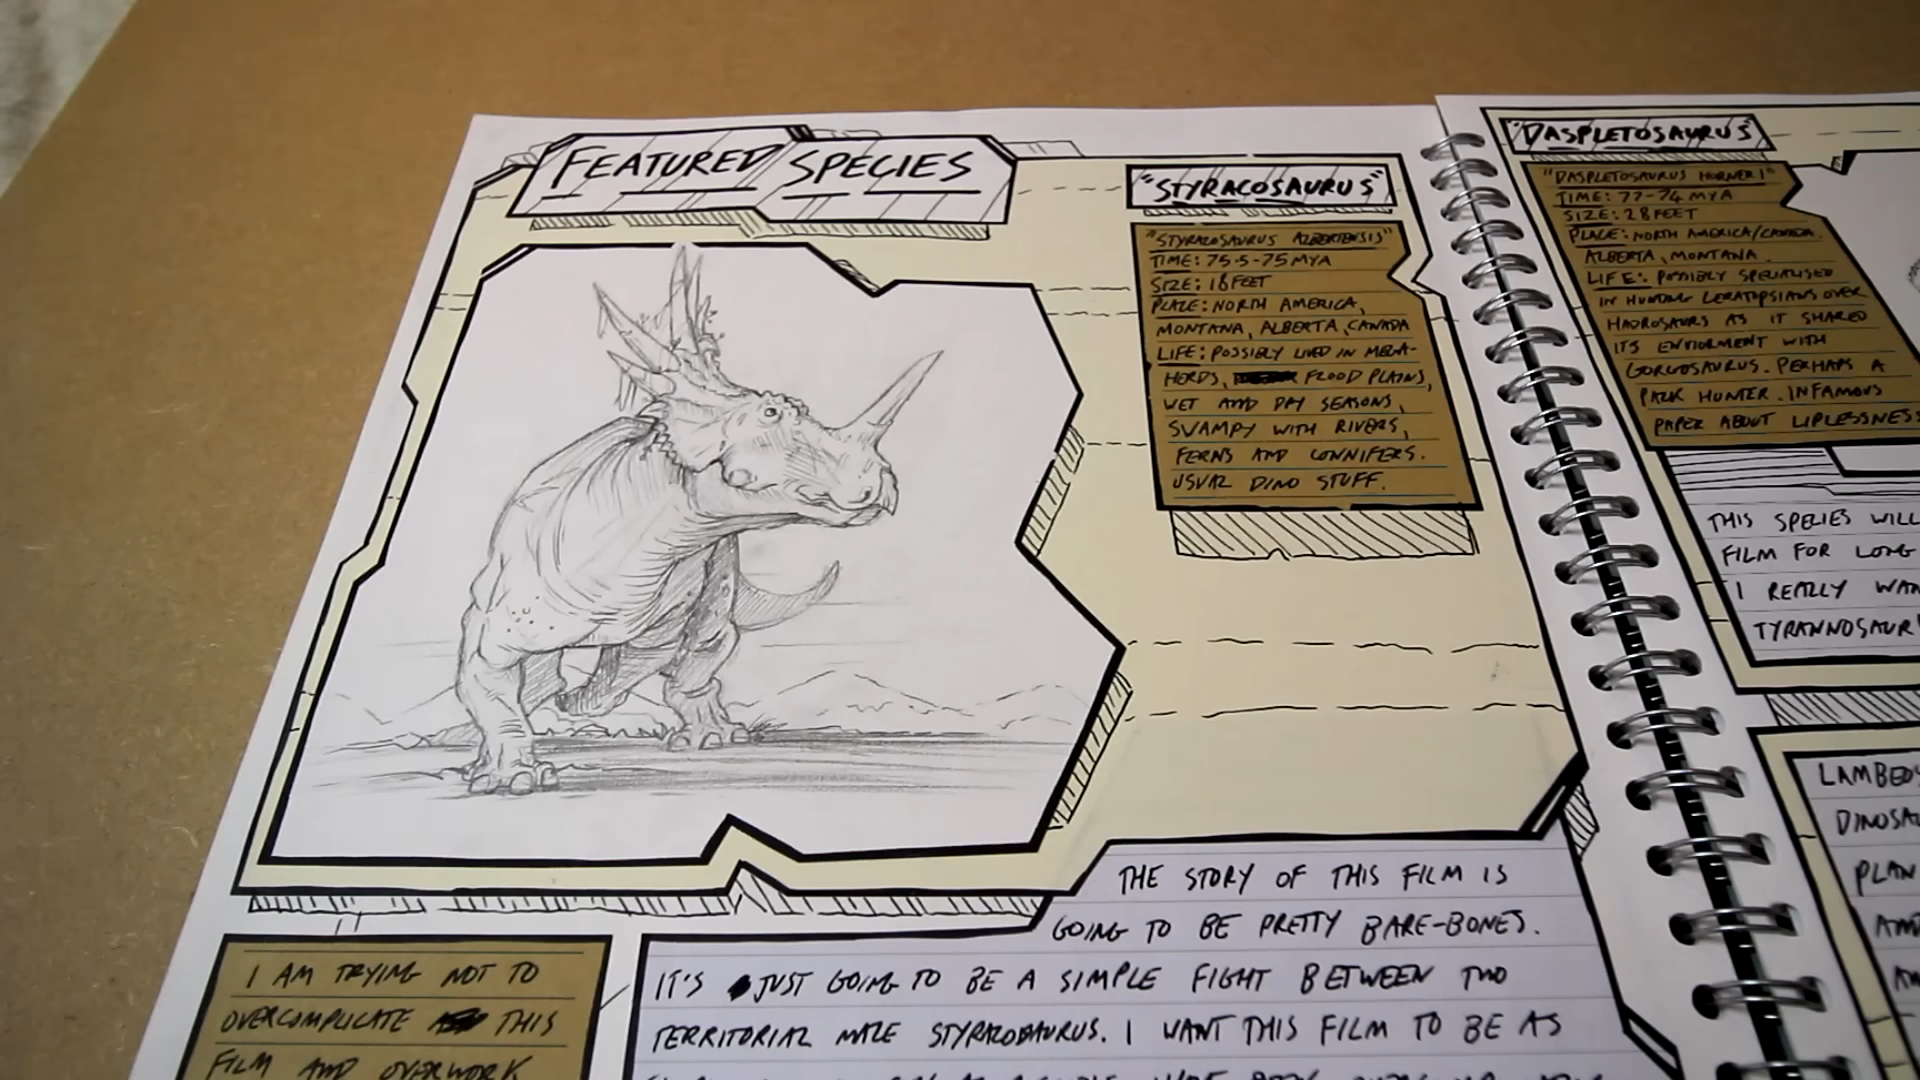 FEATURED SPECIES
"STYRACOSAURUS"
"STYRACOSAURUS ALBERTENSIS"
TIME: 75.5-75 MYA
SIZE: 18 FEET
PLACE: NORTH AMERICA,
MONTANA, ALBERTA, CANADA
LIFE: POSSIBLY LIVED IN MEGA-
HERDS, FLOOD PLAINS,
WET AND DRY SEASONS,
SWAMPY WITH RIVERS,
FERNS AND CONNIFERS.
USUAL DINO STUFF.
THE STORY OF THIS FILM IS
GOING TO BE PRETTY BARE-BONES.
IT'S JUST GOING TO BE A SIMPLE FIGHT BETWEEN TWO
TERRITORIAL MALE STYRACOSAURUS. I WANT THIS FILM TO BE AS
I AM TRYING NOT TO
OVERCOMPLICATE THIS
FILM AND OVERWORK
"DASPLETOSAURUS"
"DASPLETOSAURUS HORNERI"
TIME: 77-74 MYA
SIZE: 28 FEET
PLACE: NORTH AMERICA/CANADA.
ALBERTA, MONTANA.
LIFE: POSSIBLY SPECIALISED
IN HUNTING CERATOPSIANS OVER
HADROSAURS AS IT SHARED
ITS ENVIORMENT WITH
GORGOSAURUS. PERHAPS A
PACK HUNTER. INFAMOUS
PAPER ABOUT LIPLESSNESS
THIS SPECIES WILL
FILM FOR LONG
I REALLY WAN
TYRANNOSAUR
LAMBEO
DINOSA
PLAN